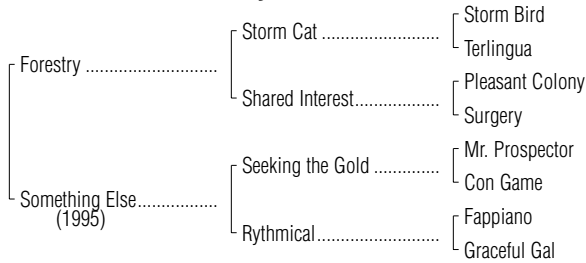 Storm Bird
Storm Cat ......................
Terlingua
Forestry .........................
Pleasant Colony
Shared Interest................
Surgery
Mr. Prospector
Seeking the Gold .............
Con Game
Something Else...............
(1995)
Fappiano
Rythmical.......................
Graceful Gal